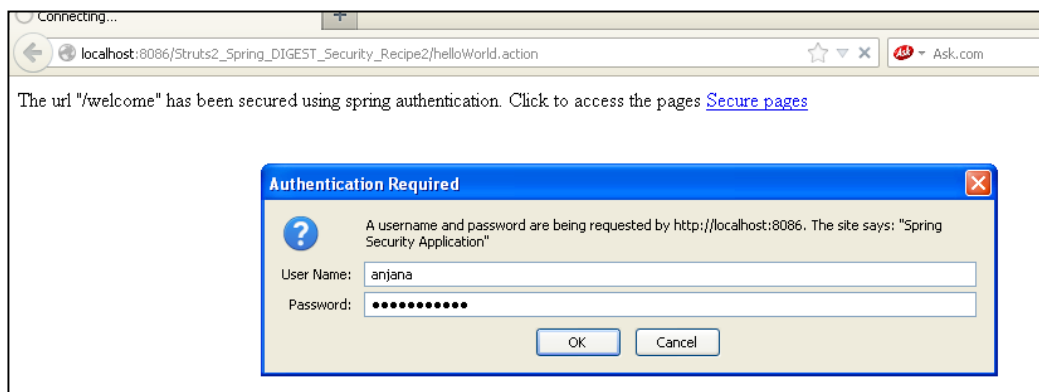 Connecting...
localhost:8086/Struts2_Spring_DIGEST_Security_Recipe2/helloWorld.action
Ask
Ask.com
The url "/welcome" has been secured using spring authentication. Click to access the pages Secure pages
Authentication Required
A username and password are being requested by http://localhost:8086. The site says: "Spring
Security Application"
User Name: anjana
Password: •••••••••••
OK
Cancel